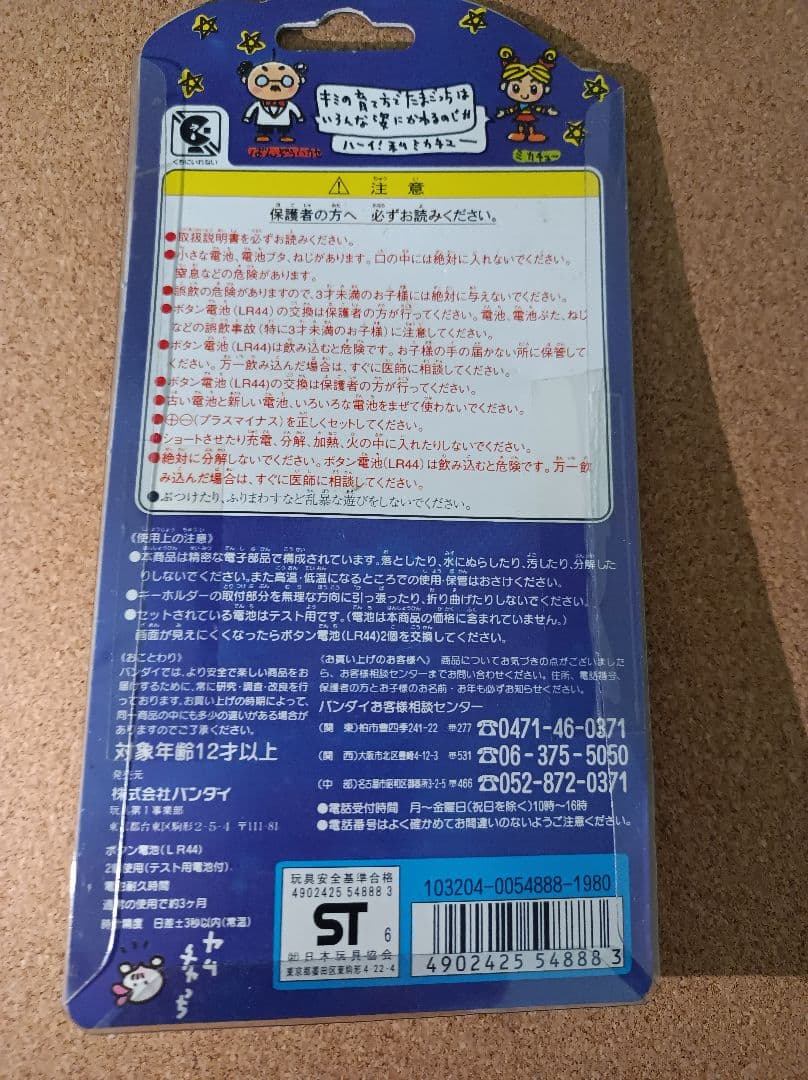 キミの育て方でたまごっちは
いろんな姿にかわるのじゃ
ハーイ!私ミカチュー
ミカチュー
くちにいれない
注意
保護者の方へ 必ずお読みください。
●取扱説明書を必ずお読みください。
●小さな電池、電池ブタ、ねじがあります。口の中には絶対に入れないでください。
窒息などの危険があります。
●誤飲の危険がありますので、3才未満のお子様には絶対に与えないでください。
●ボタン電池(LR44)の交換は保護者の方が行ってください。電池、電池ぶた、ねじ
などの誤飲事故(特に3才未満のお子様)に注意してください。
●ボタン電池(LR44)は飲み込むと危険です。お子様の手の届かない所に保管して
ください。万一飲み込んだ場合は、すぐに医師に相談してください。
●ボタン電池(LR44)の交換は保護者の方が行ってください。
●古い電池と新しい電池、いろいろな電池をまぜて使わないでください。
●⊕⊖(プラスマイナス)を正しくセットしてください。
●ショートさせたり充電、分解、加熱、火の中に入れたりしないでください。
●絶対に分解しないでください。ボタン電池(LR44)は飲み込むと危険です。万一飲
み込んだ場合は、すぐに医師に相談してください。
●ぶつけたり、ふりまわすなど乱暴な遊びをしないでください。
《使用上の注意》
●本商品は精密な電子部品で構成されています。落としたり、水にぬらしたり、汚したり、分解した
りしないでください。また高温・低温になるところでの使用・保管はおさけください。
●キーホルダーの取付部分を無理な方向に引っ張ったり、折り曲げたりしないでください。
●セットされている電池はテスト用です。(電池は本商品の価格に含まれていません。)
画面が見えにくくなったらボタン電池(LR44)2個を交換してください。
《おことわり》
バンダイでは、より安全で楽しい商品をお
届けするために、常に研究・調査・改良を行
っております。お買い上げの時期によって、
同一商品の中にも多少の違いがある場合が
ありますのでご了承ください。
対象年齢12才以上
発売元
株式会社バンダイ
玩具第1事業部
東京都台東区駒形2-5-4 〒111-81
ボタン電池(LR44)
2個使用(テスト用電池付)
電池耐久時間
通常の使用で約3ヶ月
時計精度 日差±3秒以内(常温)
《お買い上げのお客様へ》 商品についてお気づきの点がございました
ら、お客様相談センターまでお問い合わせください。住所、電話番号、
保護者の方とお子様のお名前・お年も必ずお知らせください。
バンダイお客様相談センター
(関 東)柏市豊四季241-22 〒277 ☎0471-46-0371
(関 西)大阪市北区豊崎4-12-3 〒531 ☎06-375-5050
(中 部)名古屋市昭和区御器所3-2-5 〒466 ☎052-872-0371
●電話受付時間 月〜金曜日(祝日を除く)10時〜16時
●電話番号はよく確かめてお間違いのないようご注意ください。
玩具安全基準合格
4902425 54888 3
ST 6
㈳日本玩具協会
東京都墨田区東駒形4-22-4
103204-0054888-1980
4902425 548883